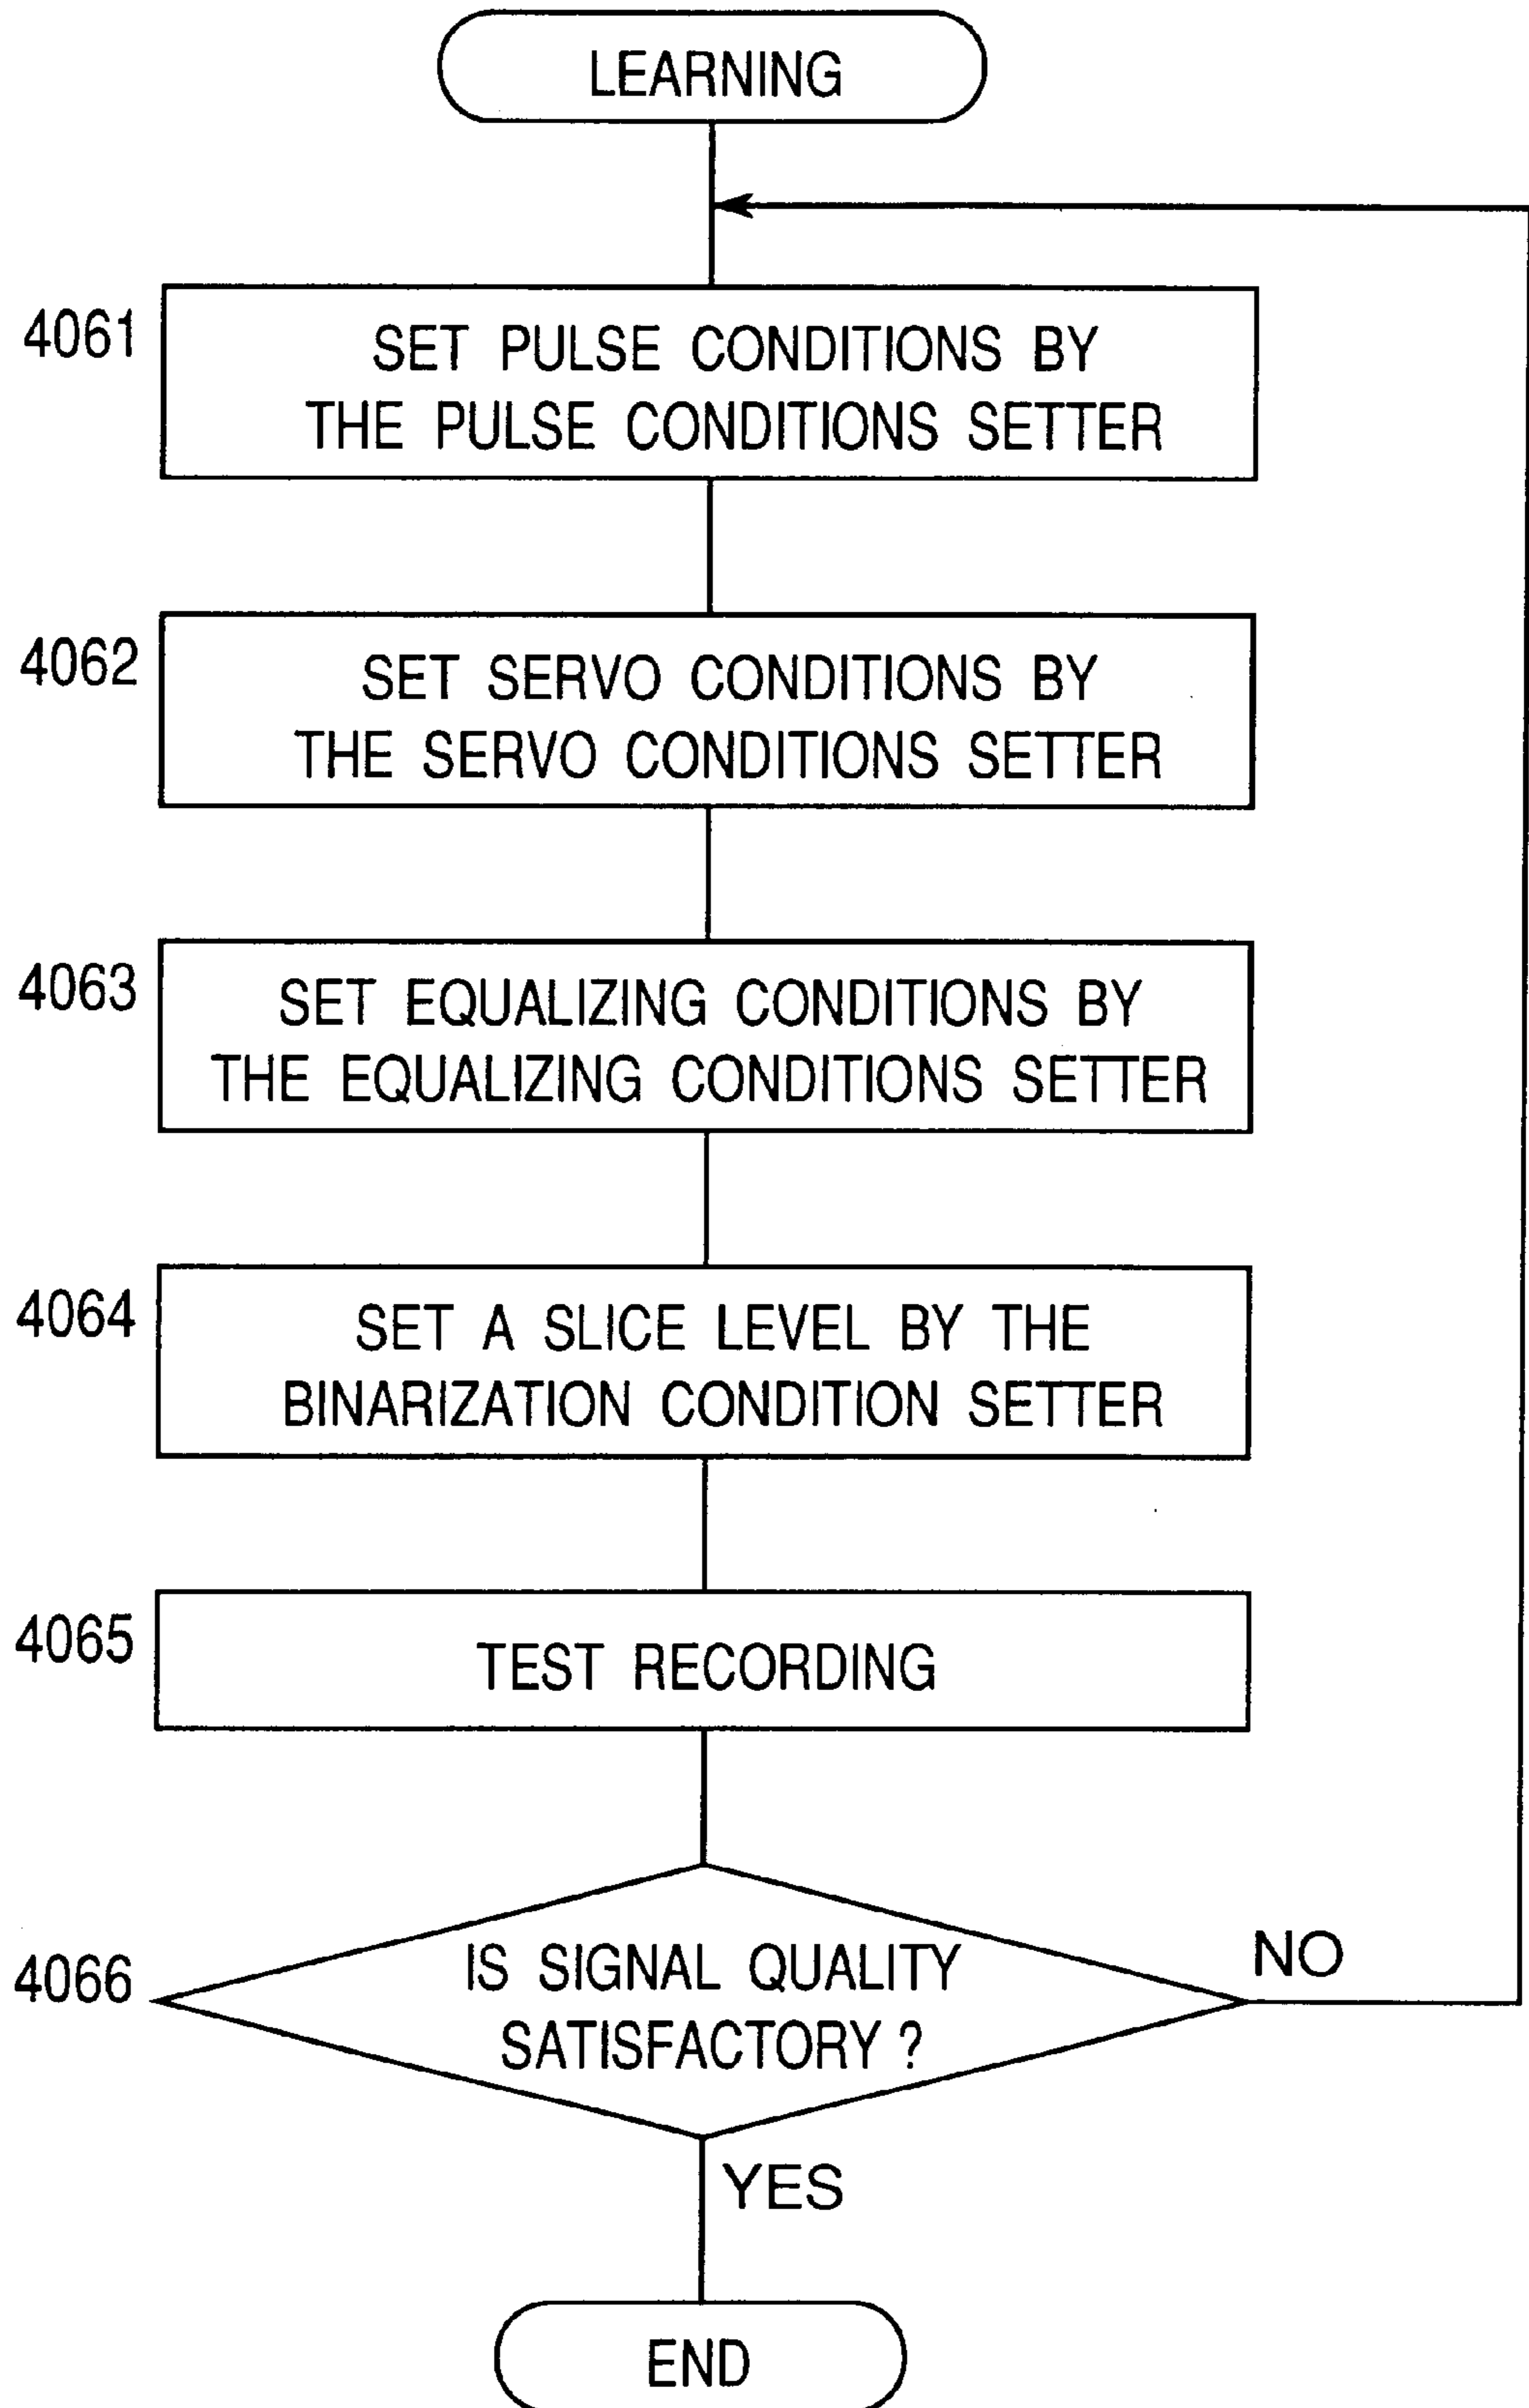 LEARNING
4061
SET PULSE CONDITIONS BY
THE PULSE CONDITIONS SETTER
4062
SET SERVO CONDITIONS BY
THE SERVO CONDITIONS SETTER
4063
SET EQUALIZING CONDITIONS BY
THE EQUALIZING CONDITIONS SETTER
4064
SET A SLICE LEVEL BY THE
BINARIZATION CONDITION SETTER
4065
TEST RECORDING
4066
IS SIGNAL QUALITY
SATISFACTORY ?
NO
YES
END